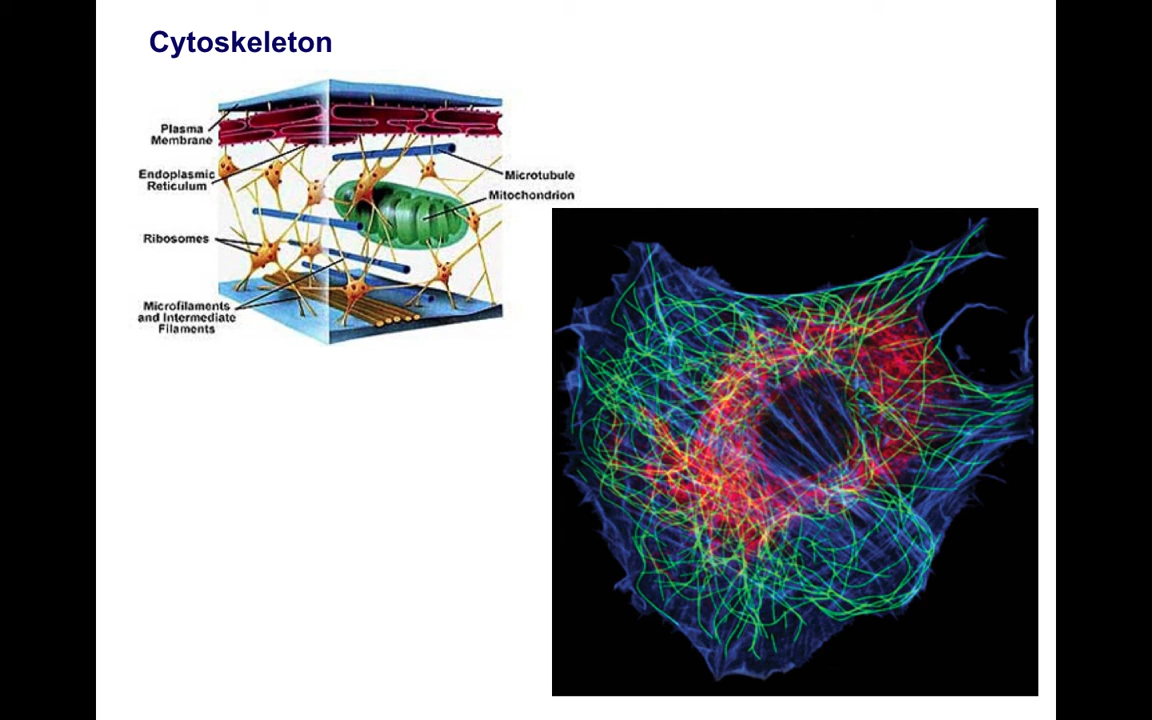 Cytoskeleton
Plasma
Membrane
Endoplasmic
Reticulum
Microtubule
Mitochondrion
Ribosomes
Microfilaments
and Intermediate
Filaments